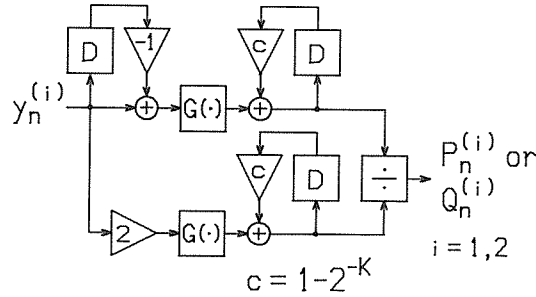 D
-1
c
D
y_n^(i)
+
G(·)
+
÷
P_n^(i) or
Q_n^(i)
c
D
2
G(·)
+
i = 1,2
c = 1-2^-K